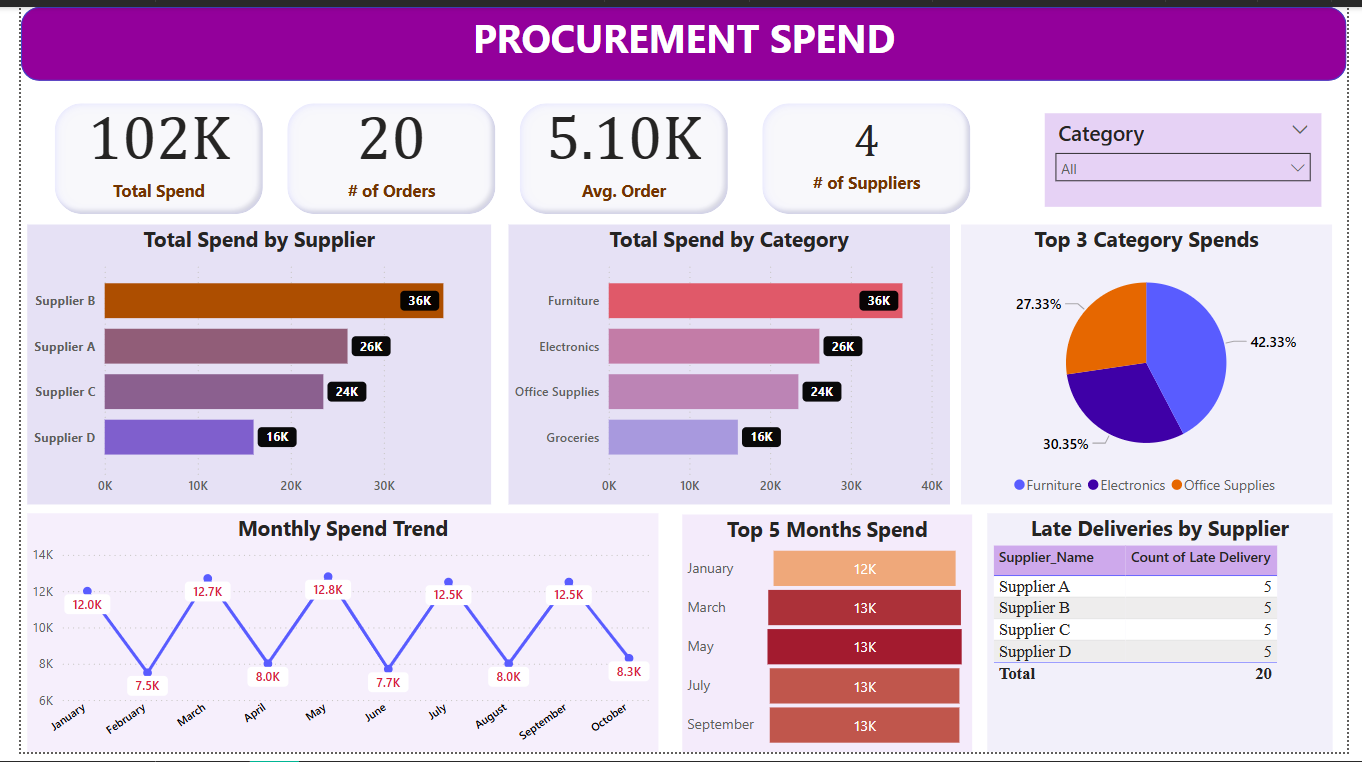 PROCUREMENT SPEND
102K
Total Spend
20
# of Orders
5.10K
Avg. Order
4
# of Suppliers
Category
All
Total Spend by Supplier
Supplier B
36K
Supplier A
26K
Supplier C
24K
Supplier D
16K
0K 10K 20K 30K
Total Spend by Category
Furniture
36K
Electronics
26K
Office Supplies
24K
Groceries
16K
0K 10K 20K 30K 40K
Top 3 Category Spends
27.33%
42.33%
30.35%
Furniture Electronics Office Supplies
Monthly Spend Trend
14K
12K
10K
8K
6K
12.0K
7.5K
12.7K
8.0K
12.8K
7.7K
12.5K
8.0K
12.5K
8.3K
January February March April May June July August September October
Top 5 Months Spend
January 12K
March 13K
May 13K
July 13K
September 13K
Late Deliveries by Supplier
Supplier_Name Count of Late Delivery
Supplier A 5
Supplier B 5
Supplier C 5
Supplier D 5
Total 20